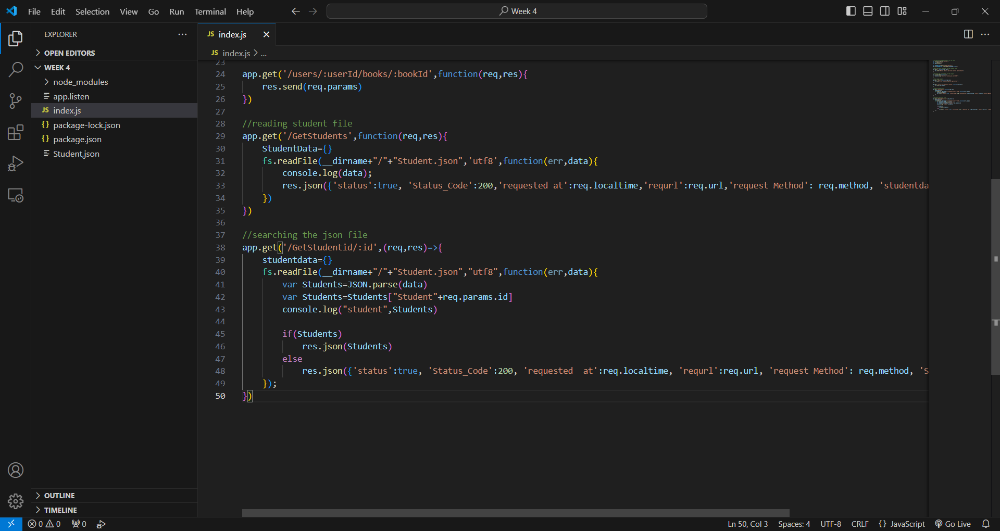 File Edit Selection View Go Run Terminal Help
Week 4
EXPLORER
JS index.js
OPEN EDITORS
JS index.js > ...
WEEK 4
node_modules
app.listen
JS index.js
{} package-lock.json
{} package.json
Student,json
23
24 app.get('/users/:userId/books/:bookId',function(req,res){
25 res.send(req.params)
26 })
27
28 //reading student file
29 app.get('/GetStudents',function(req,res){
30 StudentData={}
31 fs.readFile(__dirname+"/"+"Student.json",'utf8',function(err,data){
32 console.log(data);
33 res.json({'status':true, 'Status_Code':200,'requested at':req.localtime,'requrl':req.url,'request Method': req.method, 'studentda
34 })
35 })
36
37 //searching the json file
38 app.get('/GetStudentid/:id',(req,res)=>{
39 studentdata={}
40 fs.readFile(__dirname+"/"+"Student.json","utf8",function(err,data){
41 var Students=JSON.parse(data)
42 var Students=Students["Student"+req.params.id]
43 console.log("student",Students)
44
45 if(Students)
46 res.json(Students)
47 else
48 res.json({'status':true, 'Status_Code':200, 'requested  at':req.localtime, 'requrl':req.url, 'request Method': req.method, 'S
49 });
50 })
OUTLINE
TIMELINE
0 0 0
Ln 50, Col 3 Spaces: 4 UTF-8 CRLF {} JavaScript Go Live